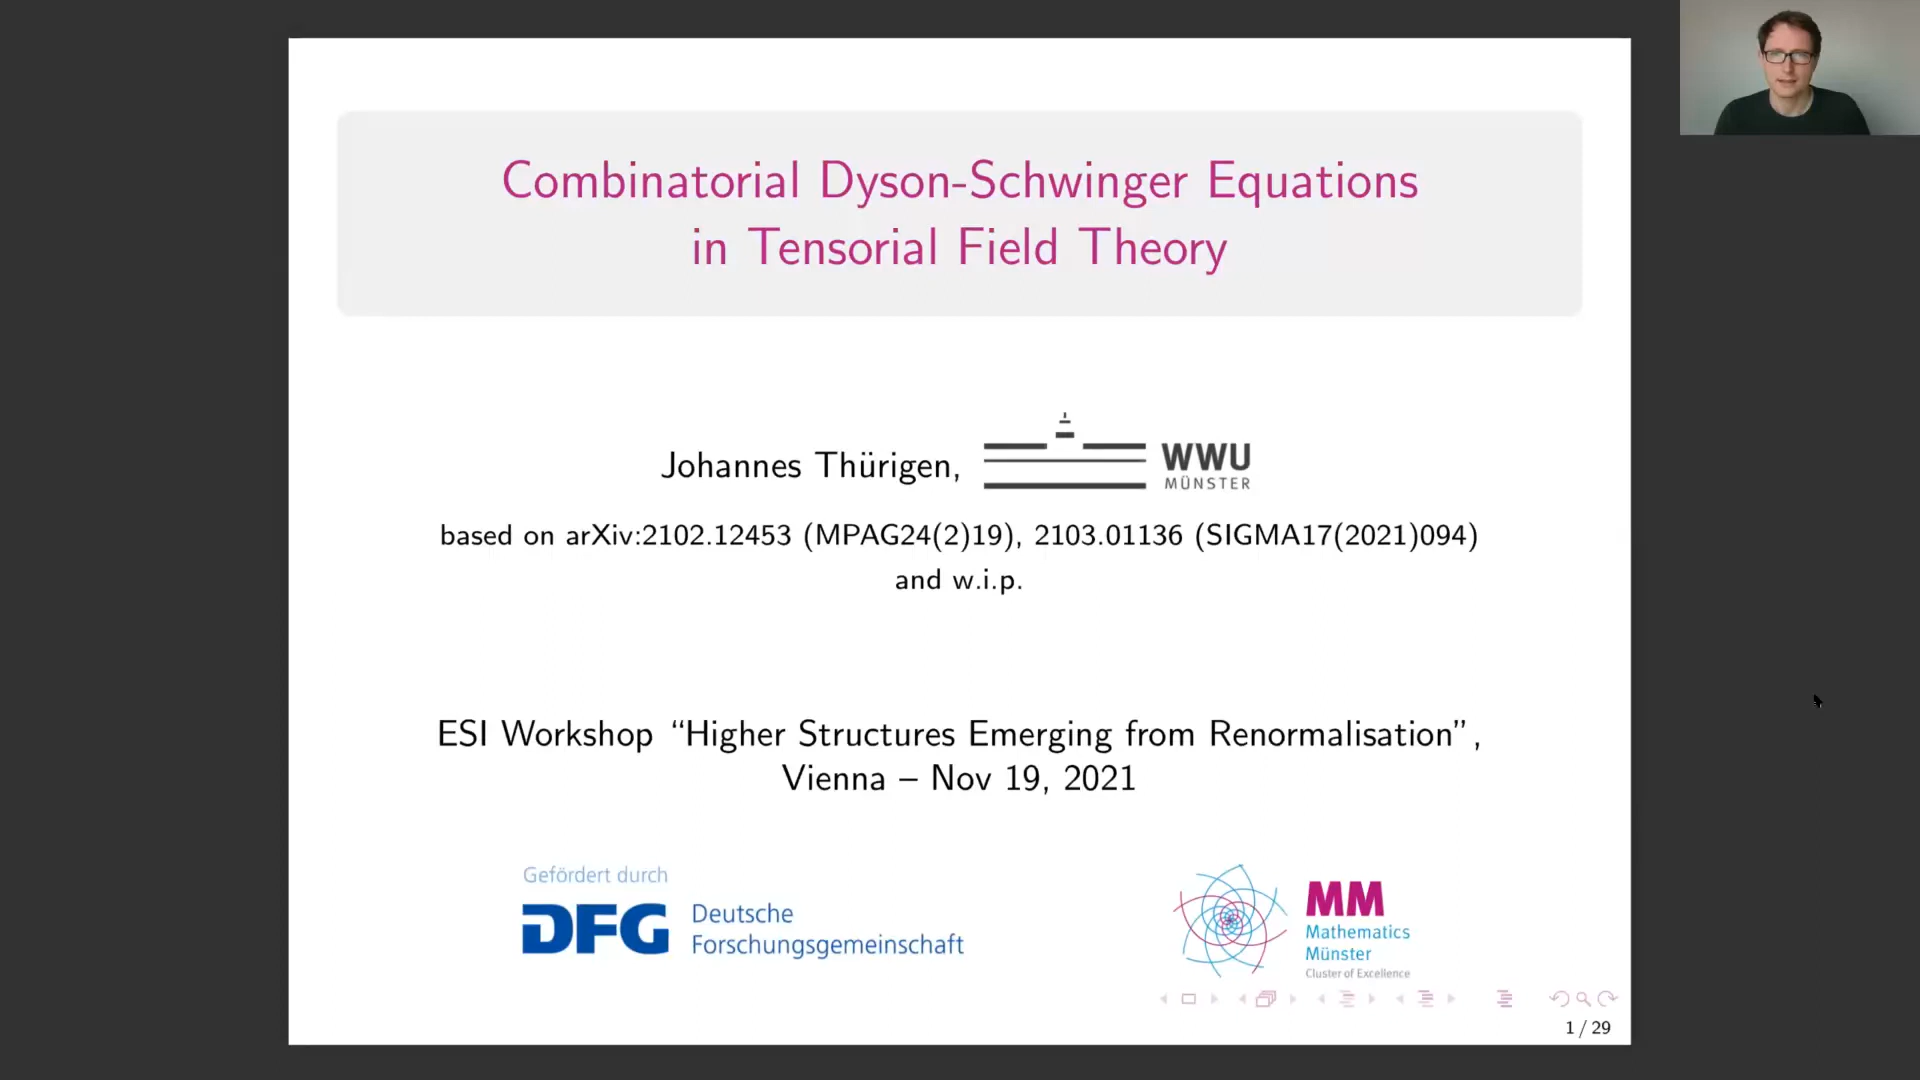 Combinatorial Dyson-Schwinger Equations
in Tensorial Field Theory
Johannes Thürigen,
WWU
MÜNSTER
based on arXiv:2102.12453 (MPAG24(2)19), 2103.01136 (SIGMA17(2021)094)
and w.i.p.
ESI Workshop “Higher Structures Emerging from Renormalisation”,
Vienna – Nov 19, 2021
Gefördert durch
DFG Deutsche
Forschungsgemeinschaft
MM
Mathematics
Münster
Cluster of Excellence
1 / 29